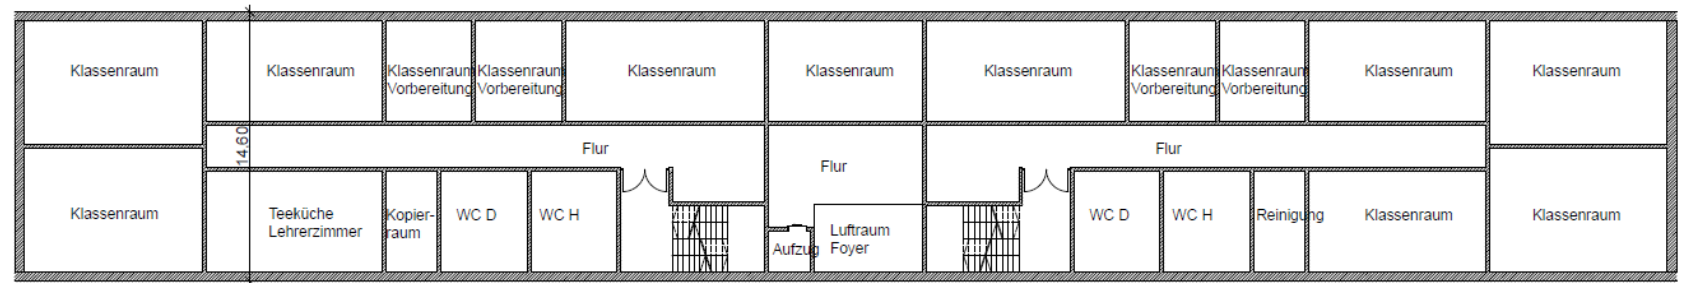 Klassenraum
Klassenraum
Klassenraum
Vorbereitung
Klassenraum
Vorbereitung
Klassenraum
Klassenraum
Klassenraum
Klassenraum
Vorbereitung
Klassenraum
Vorbereitung
Klassenraum
Klassenraum
14.60
Flur
Flur
Flur
Klassenraum
Teeküche
Lehrerzimmer
Kopier-
raum
WC D
WC H
Aufzug
Luftraum
Foyer
WC D
WC H
Reinigung
Klassenraum
Klassenraum